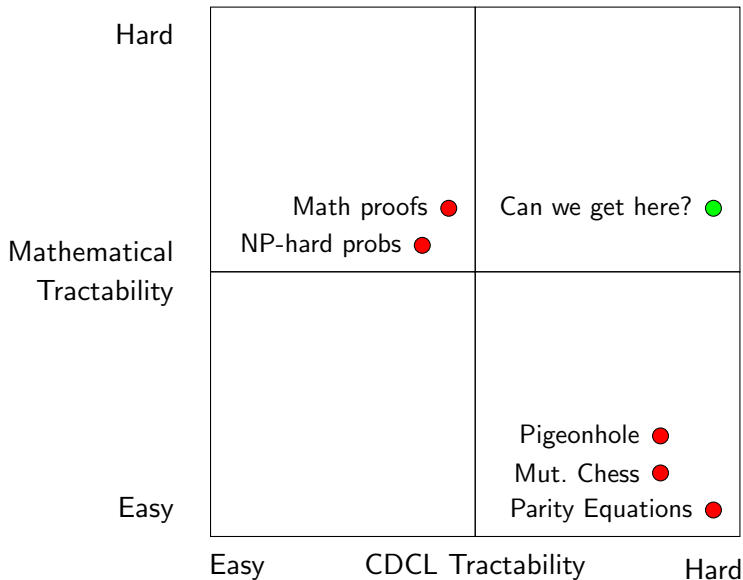 Hard
Math proofs
Can we get here?
NP-hard probs
Mathematical
Tractability
Pigeonhole
Mut. Chess
Parity Equations
Easy
Easy
CDCL Tractability
Hard